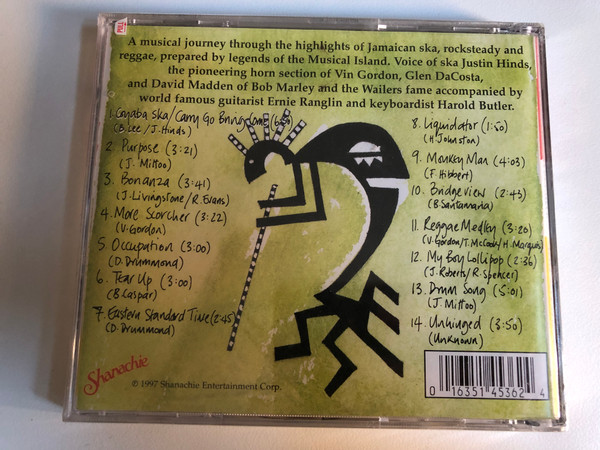 A musical journey through the highlights of Jamaican ska, rocksteady and
reggae, prepared by legends of the Musical Island. Voice of ska Justin Hinds,
the pioneering horn section of Vin Gordon, Glen DaCosta,
and David Madden of Bob Marley and the Wailers fame accompanied by
world famous guitarist Ernie Ranglin and keyboardist Harold Butler.
1. Coyaba Ska/Carry Go Bring Come
(B. Lee / J. Hinds)
2. Purpose (3:21)
(J. Mittoo)
3. Bonanza (3:41)
(J. Livingstone/R. Evans)
4. More Scorcher (3:22)
(V. Gordon)
5. Occupation (3:00)
(D. Drummond)
6. Tear Up (3:00)
(B. Caspar)
7. Eastern Standard Time (2:45)
(D. Drummond)
8. Liquidator (1:50)
(H. Johnston)
9. Monkey Man (4:03)
(F. Hibbert)
10. Bridgeview (2:43)
(B. Santamaria)
11. Reggae Medley (3:20)
(V. Gordon/T. McCook/H. Marquis)
12. My Boy Lollipop (2:36)
(J. Roberts/R. Spencer)
13. Drum Song (5:01)
(J. Mittoo)
14. Unhinged (3:50)
(Unknown)
Shanachie
© 1997 Shanachie Entertainment Corp.
0 16351 45362 4